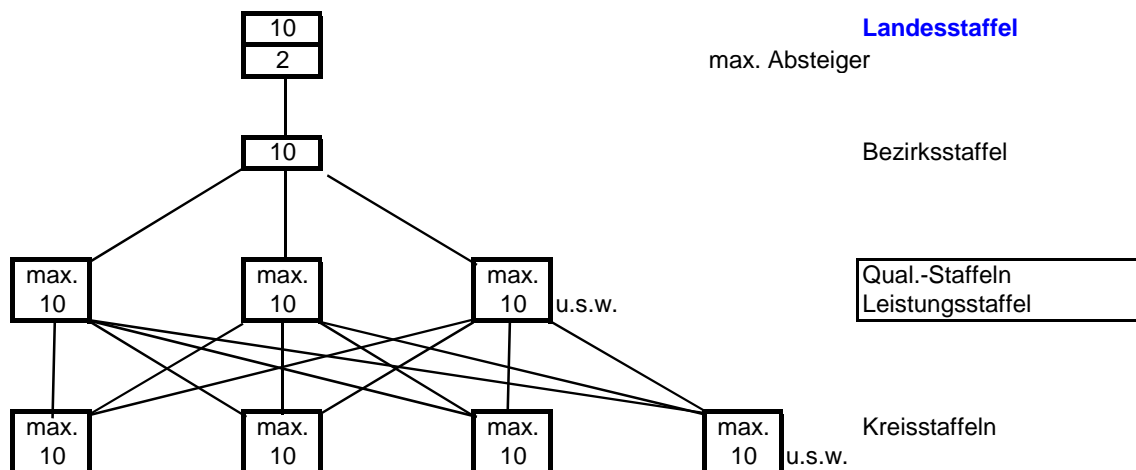 10 Landesstaffel
2 max. Absteiger
10 Bezirksstaffel
max. max. max. Qual.-Staffeln
10 10 10 u.s.w. Leistungsstaffel
max. max. max. max. Kreisstaffeln
10 10 10 10 u.s.w.